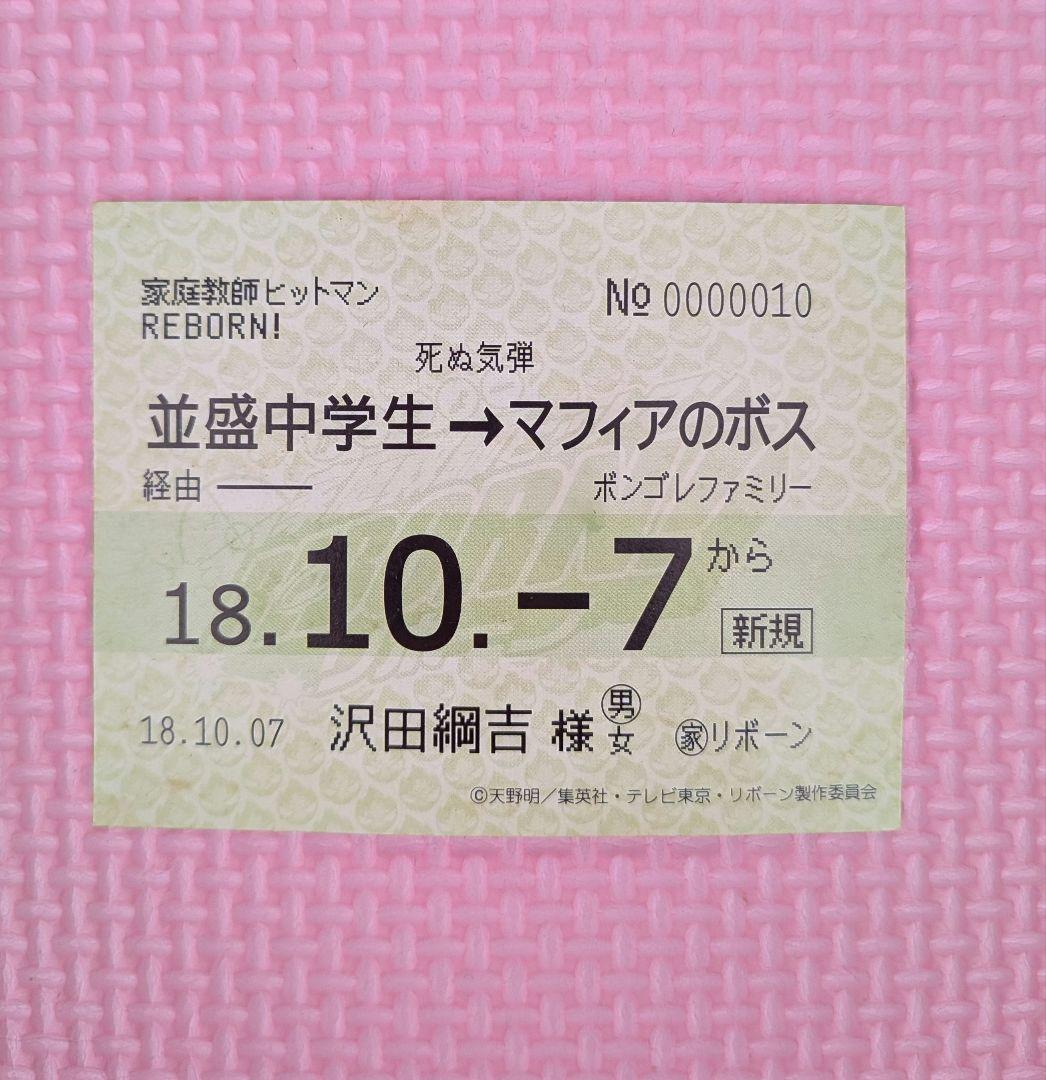 家庭教師ヒットマン
REBORN!
No 0000010
死ぬ気弾
並盛中学生→マフィアのボス
経由 ――― ボンゴレファミリー
18.10.-7から
新規
18.10.07 沢田綱吉 様 男 女 家リボーン
©天野明/集英社・テレビ東京・リボーン製作委員会